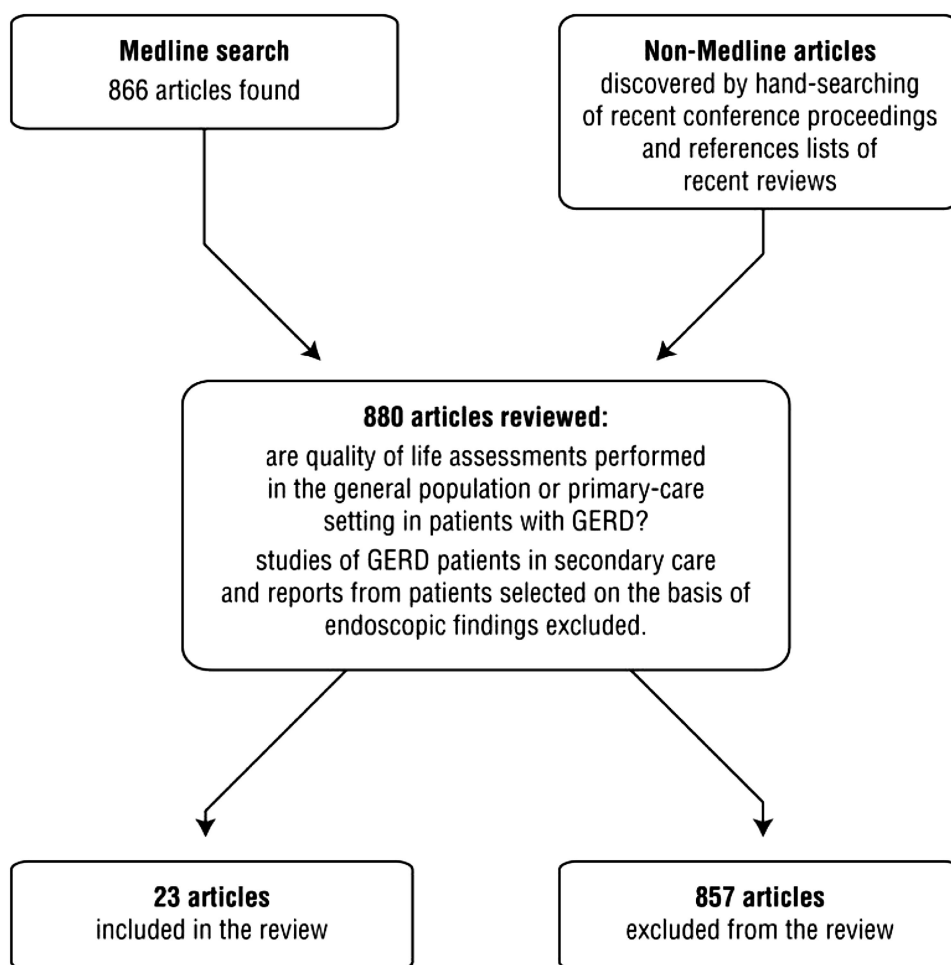 Medline search
866 articles found
Non-Medline articles
discovered by hand-searching
of recent conference proceedings
and references lists of
recent reviews
880 articles reviewed:
are quality of life assessments performed
in the general population or primary-care
setting in patients with GERD?
studies of GERD patients in secondary care
and reports from patients selected on the basis of
endoscopic findings excluded.
23 articles
included in the review
857 articles
excluded from the review